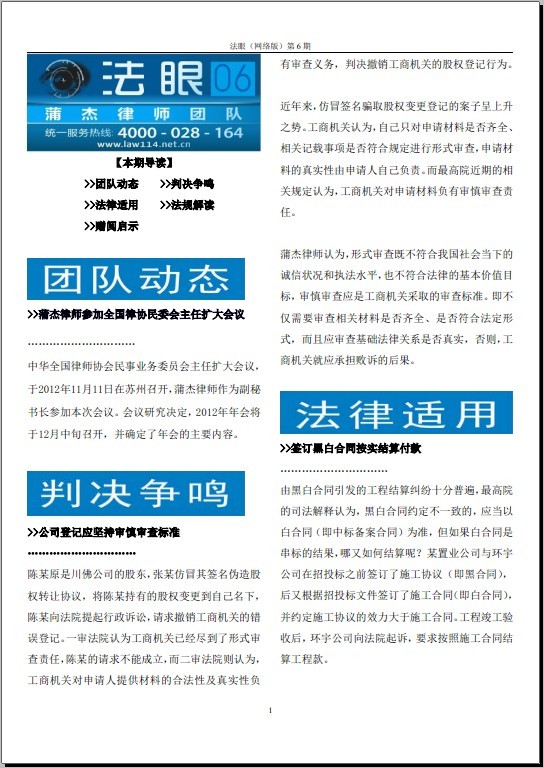 法眼（网络版）第 6 期
法眼 06
蒲杰律师团队
统一服务热线: 4000 - 028 - 164
www.law114.net.cn
【本期导读】
>>团队动态 >>判决争鸣
>>法律适用 >>法规解读
>>赠阅启示
团队动态
>>蒲杰律师参加全国律协民委会主任扩大会议
…………………………
中华全国律师协会民事业务委员会主任扩大会议，
于2012年11月11日在苏州召开，蒲杰律师作为副秘
书长参加本次会议。会议研究决定，2012年年会将
于12月中旬召开，并确定了年会的主要内容。
判决争鸣
>>公司登记应坚持审慎审查标准
…………………………
陈某原是川佛公司的股东，张某仿冒其签名伪造股
权转让协议，将陈某持有的股权变更到自己名下，
陈某向法院提起行政诉讼，请求撤销工商机关的错
误登记。一审法院认为工商机关已经尽到了形式审
查责任，陈某的请求不能成立，而二审法院则认为，
工商机关对申请人提供材料的合法性及真实性负
有审查义务，判决撤销工商机关的股权登记行为。
近年来，仿冒签名骗取股权变更登记的案子呈上升
之势。工商机关认为，自己只对申请材料是否齐全、
相关记载事项是否符合规定进行形式审查，申请材
料的真实性由申请人自己负责。而最高院近期的相
关规定认为，工商机关对申请材料负有审慎审查责
任。
蒲杰律师认为，形式审查既不符合我国社会当下的
诚信状况和执法水平，也不符合法律的基本价值目
标，审慎审查应是工商机关采取的审查标准。即不
仅需要审查相关材料是否齐全、是否符合法定形
式，而且应审查基础法律关系是否真实，否则，工
商机关就应承担败诉的后果。
法律适用
>>签订黑白合同按实结算付款
…………………………
由黑白合同引发的工程结算纠纷十分普遍，最高院
的司法解释认为，黑白合同约定不一致的，应当以
白合同（即中标备案合同）为准，但如果白合同是
串标的结果，哪又如何结算呢？某置业公司与环宇
公司在招投标之前签订了施工协议（即黑合同），
后又根据招投标文件签订了施工合同（即白合同），
并约定施工协议的效力大于施工合同。工程竣工验
收后，环宇公司向法院起诉，要求按照施工合同结
算工程款。
1